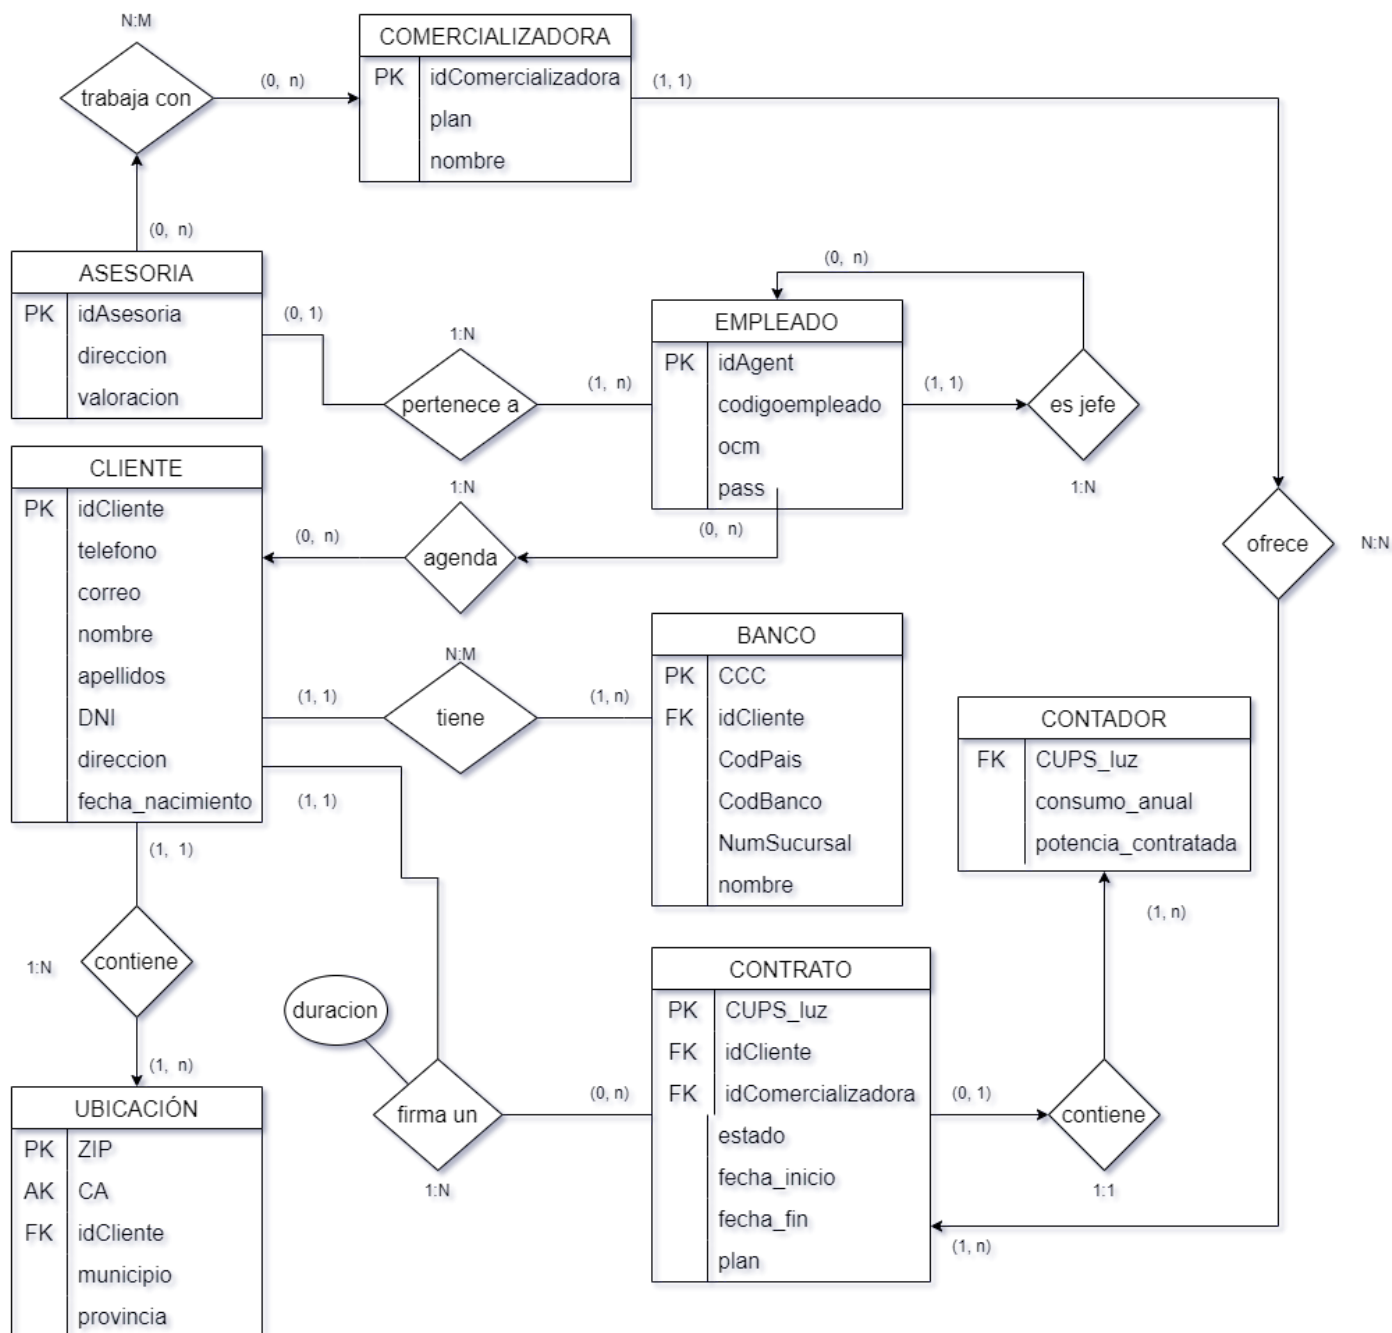 N:M
COMERCIALIZADORA
trabaja con
(0, n)
PK idComercializadora
(1, 1)
plan
nombre
(0, n)
ASESORIA
PK idAsesoria
direccion
valoracion
(0, 1)
1:N
pertenece a
(1, n)
(0, n)
EMPLEADO
PK idAgent
codigoempleado
ocm
pass
(1, 1)
es jefe
1:N
CLIENTE
PK idCliente
telefono
correo
nombre
apellidos
DNI
direccion
fecha_nacimiento
1:N
(0, n)
agenda
(0, n)
ofrece
N:N
N:M
(1, 1)
tiene
(1, n)
BANCO
PK CCC
FK idCliente
CodPais
CodBanco
NumSucursal
nombre
CONTADOR
FK CUPS_luz
consumo_anual
potencia_contratada
(1, n)
(1, 1)
(1, 1)
1:N
contiene
(1, n)
duracion
firma un
1:N
(0, n)
CONTRATO
PK CUPS_luz
FK idCliente
FK idComercializadora
estado
fecha_inicio
fecha_fin
plan
(0, 1)
contiene
1:1
(1, n)
UBICACIÓN
PK ZIP
AK CA
FK idCliente
municipio
provincia